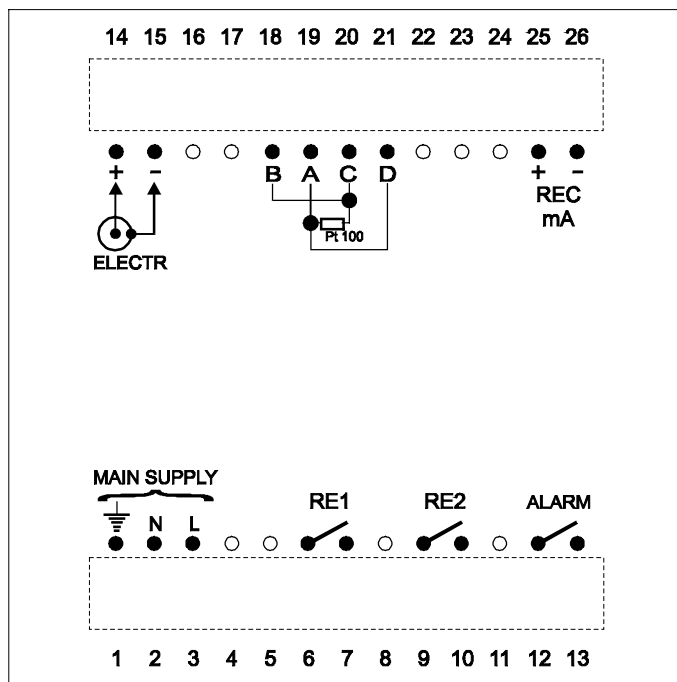 14 15 16 17 18 19 20 21 22 23 24 25 26
+ - B A C D + -
REC
mA
Pt 100
ELECTR
MAIN SUPPLY
N L RE1 RE2 ALARM
1 2 3 4 5 6 7 8 9 10 11 12 13